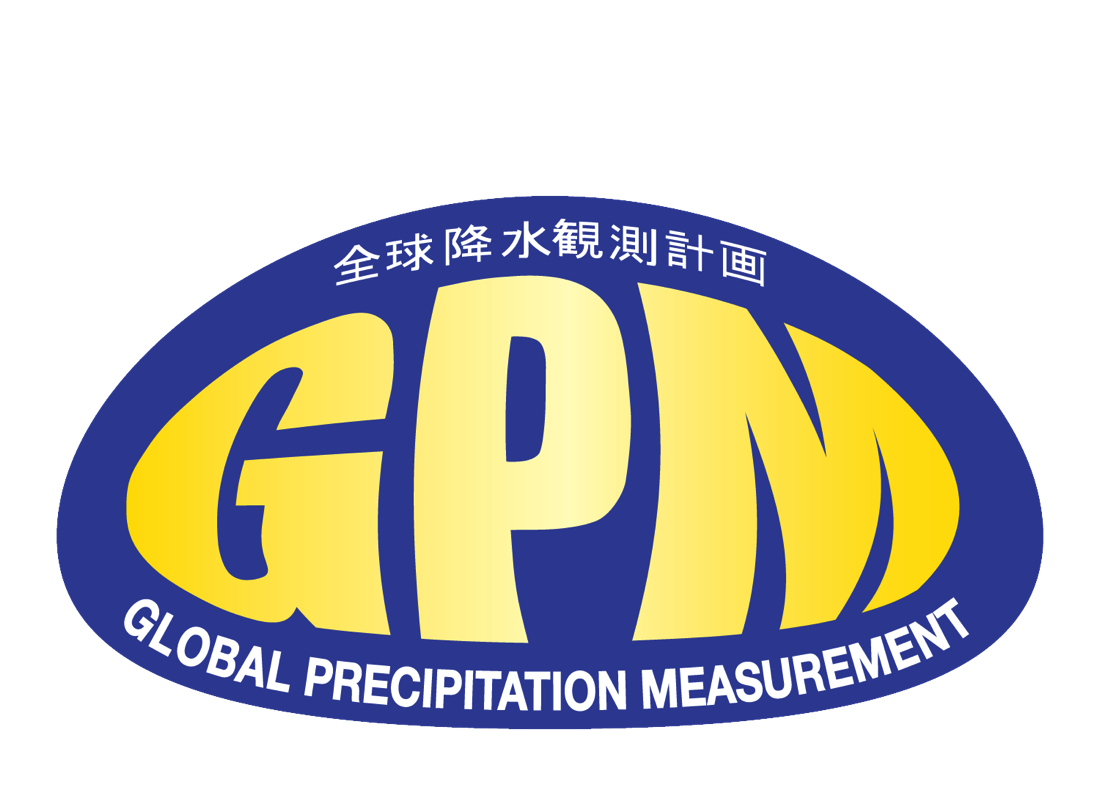 全球降水観測計画
GPM
GLOBAL PRECIPITATION MEASUREMENT